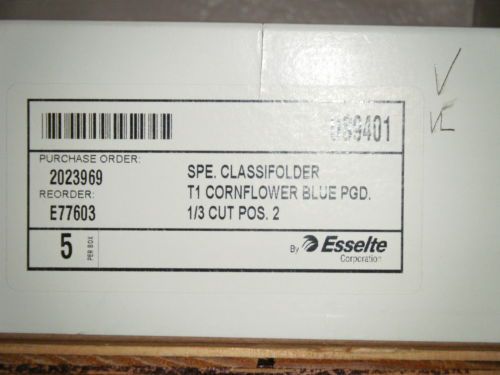 089401
PURCHASE ORDER:
2023969
REORDER:
E77603
SPE. CLASSIFOLDER
T1 CORNFLOWER BLUE PGD.
1/3 CUT POS. 2
5 PER BOX
By Esselte
Corporation